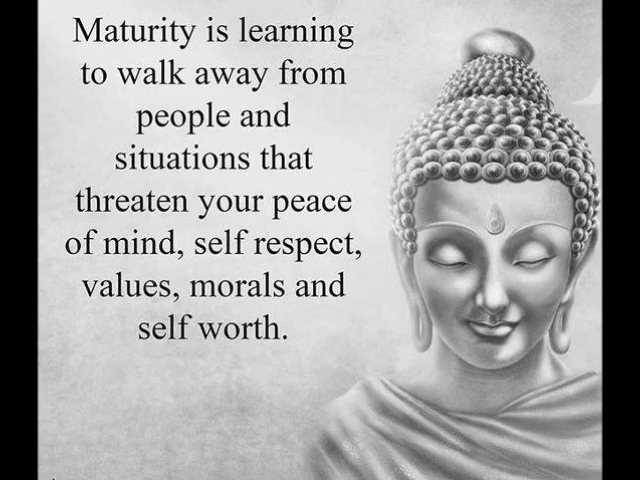 Maturity is learning
to walk away from
people and
situations that
threaten your peace
of mind, self respect,
values, morals and
self worth.